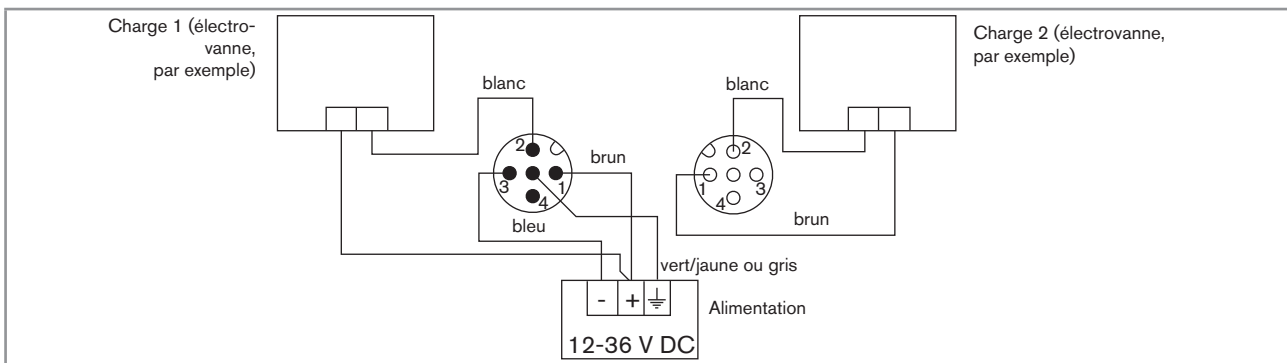 Charge 1 (électro-
vanne,
par exemple)
Charge 2 (électrovanne,
par exemple)
blanc
blanc
2
brun
3
1
4
bleu
2
1
3
4
brun
vert/jaune ou gris
- +
Alimentation
12-36 V DC